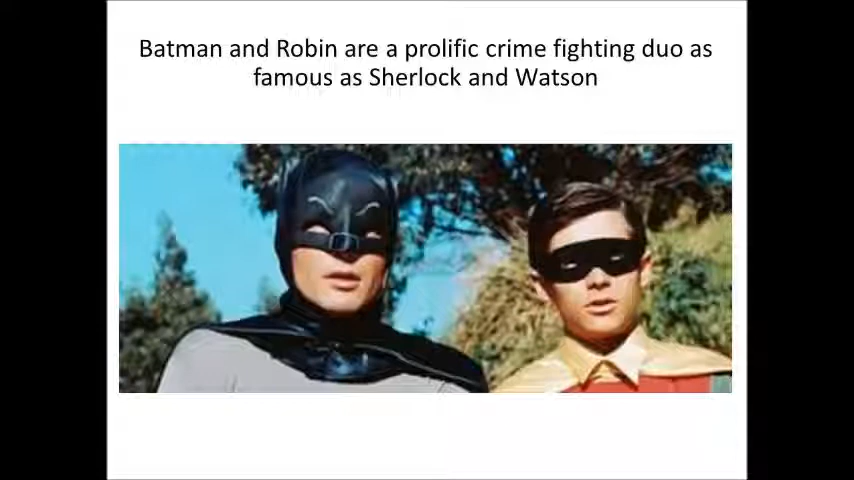 Batman and Robin are a prolific crime fighting duo as
famous as Sherlock and Watson